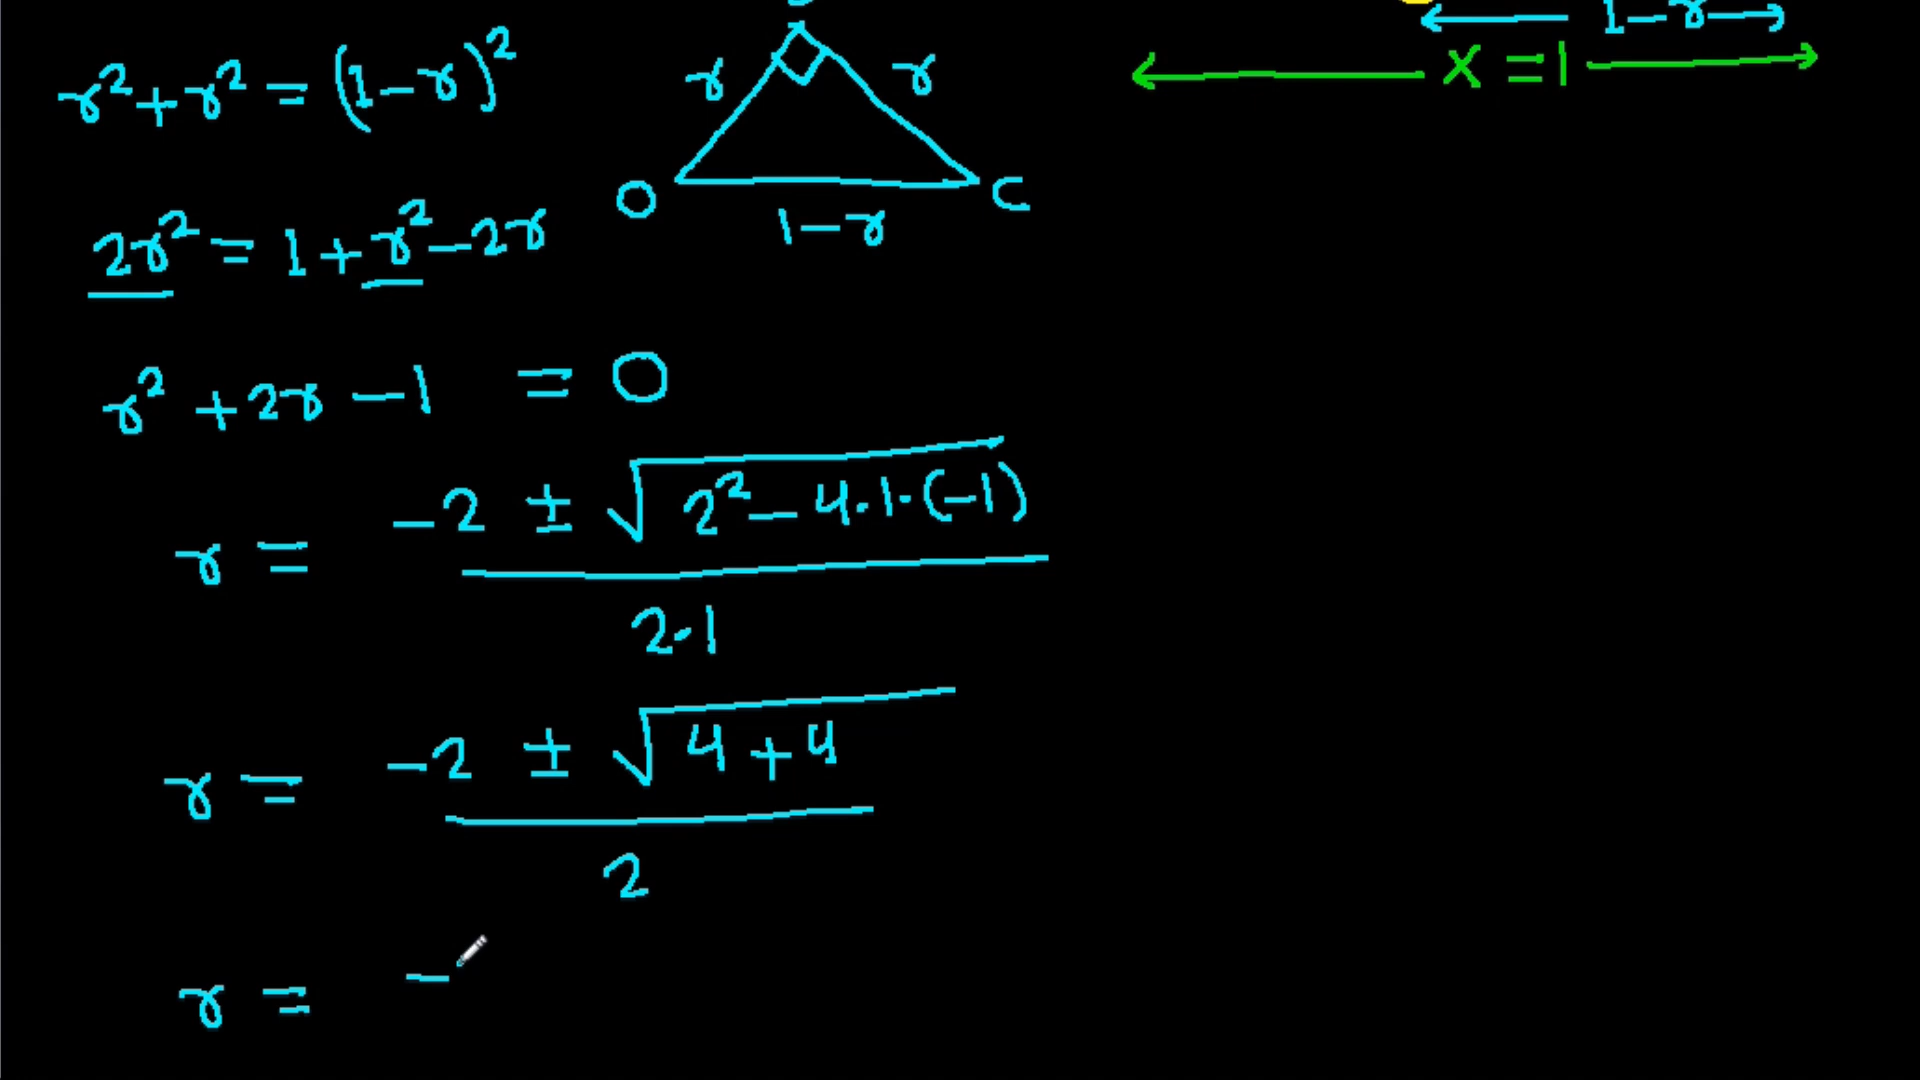 1-r
x = 1
r² + r² = (1-r)²
r
r
O
C
1-r
2r² = 1 + r² - 2r
r² + 2r - 1 = 0
r = (-2 ± √(2² - 4·1·(-1))) / 2·1
r = (-2 ± √(4+4)) / 2
r = -